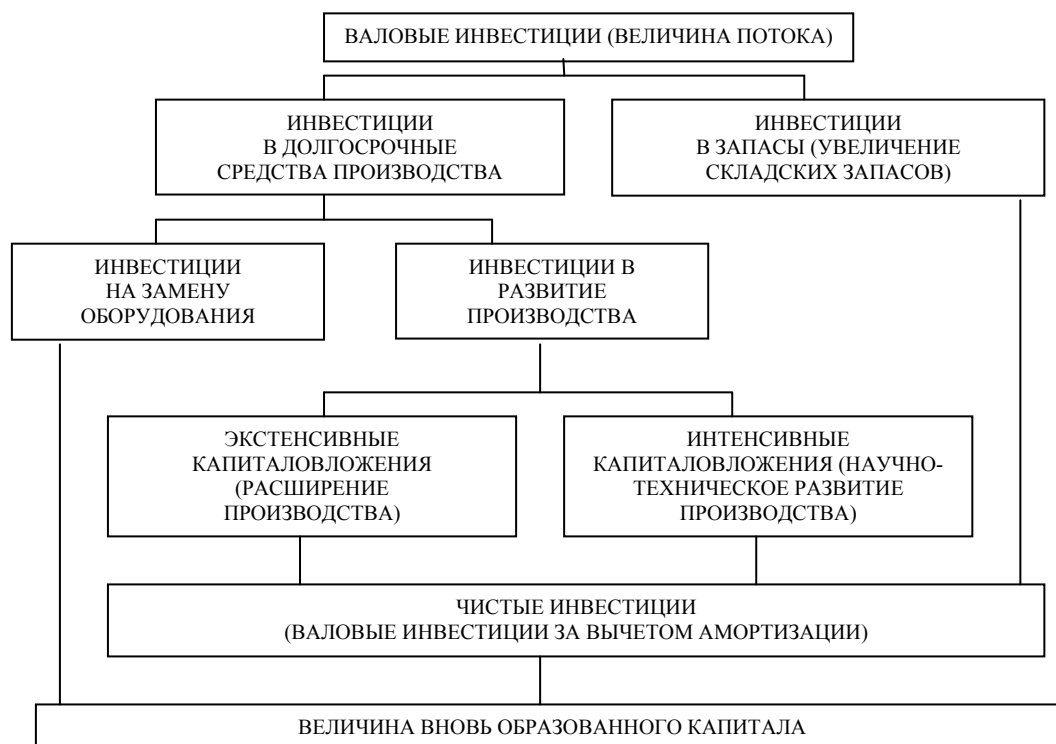 ВАЛОВЫЕ ИНВЕСТИЦИИ (ВЕЛИЧИНА ПОТОКА)
ИНВЕСТИЦИИ
В ДОЛГОСРОЧНЫЕ
СРЕДСТВА ПРОИЗВОДСТВА
ИНВЕСТИЦИИ
В ЗАПАСЫ (УВЕЛИЧЕНИЕ
СКЛАДСКИХ ЗАПАСОВ)
ИНВЕСТИЦИИ
НА ЗАМЕНУ
ОБОРУДОВАНИЯ
ИНВЕСТИЦИИ В
РАЗВИТИЕ
ПРОИЗВОДСТВА
ЭКСТЕНСИВНЫЕ
КАПИТАЛОВЛОЖЕНИЯ
(РАСШИРЕНИЕ
ПРОИЗВОДСТВА)
ИНТЕНСИВНЫЕ
КАПИТАЛОВЛОЖЕНИЯ (НАУЧНО-
ТЕХНИЧЕСКОЕ РАЗВИТИЕ
ПРОИЗВОДСТВА)
ЧИСТЫЕ ИНВЕСТИЦИИ
(ВАЛОВЫЕ ИНВЕСТИЦИИ ЗА ВЫЧЕТОМ АМОРТИЗАЦИИ)
ВЕЛИЧИНА ВНОВЬ ОБРАЗОВАННОГО КАПИТАЛА